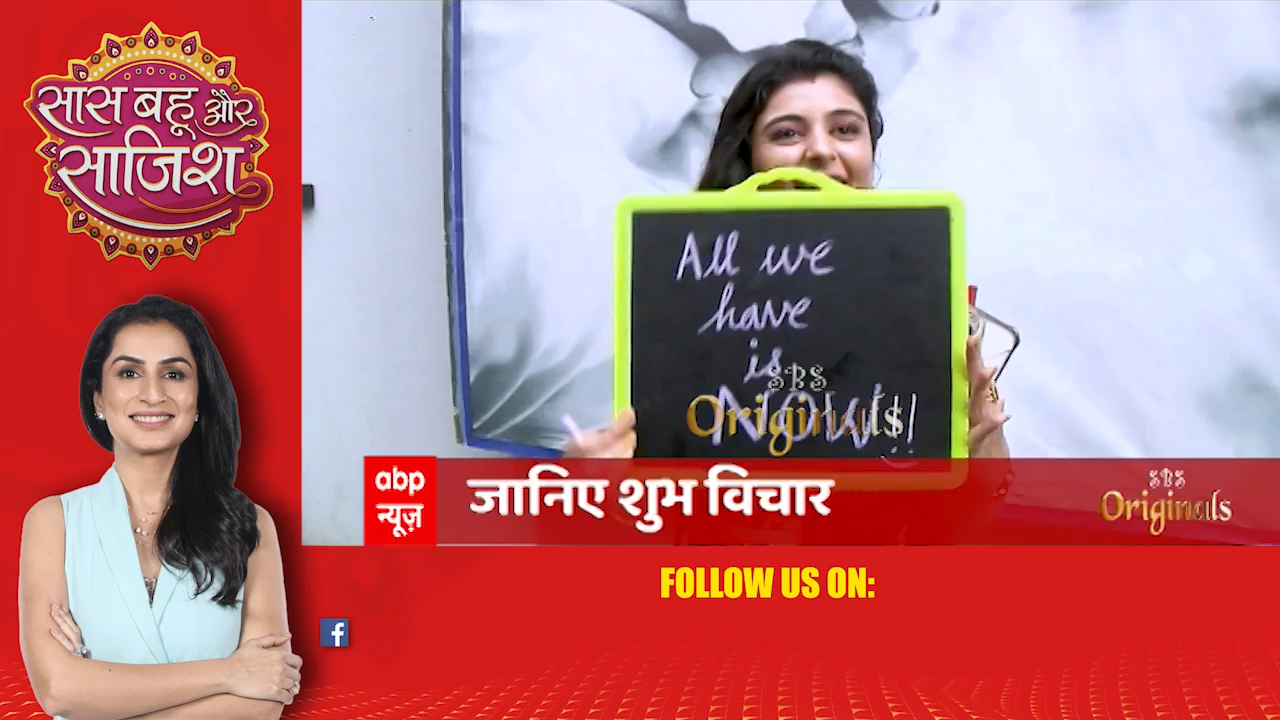 सास बहू और
साजिश
All we
have
is
NOW!!
SBS
Originals
abp
न्यूज़
जानिए शुभ विचार
SBS
Originals
FOLLOW US ON:
f